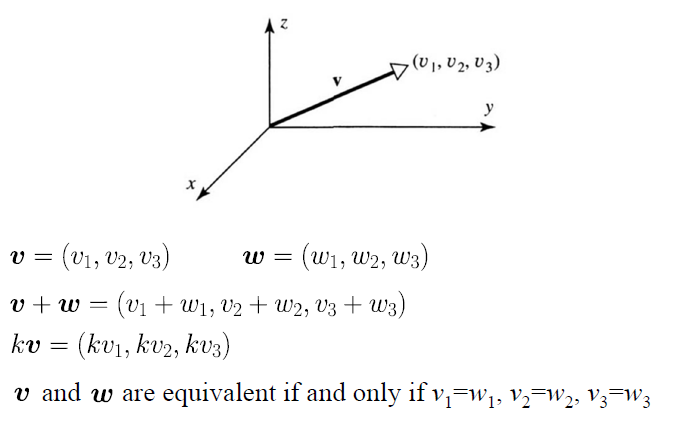 z
(v₁, v₂, v₃)
v
y
x
v = (v₁, v₂, v₃) w = (w₁, w₂, w₃)
v + w = (v₁ + w₁, v₂ + w₂, v₃ + w₃)
kv = (kv₁, kv₂, kv₃)
v and w are equivalent if and only if v₁=w₁, v₂=w₂, v₃=w₃